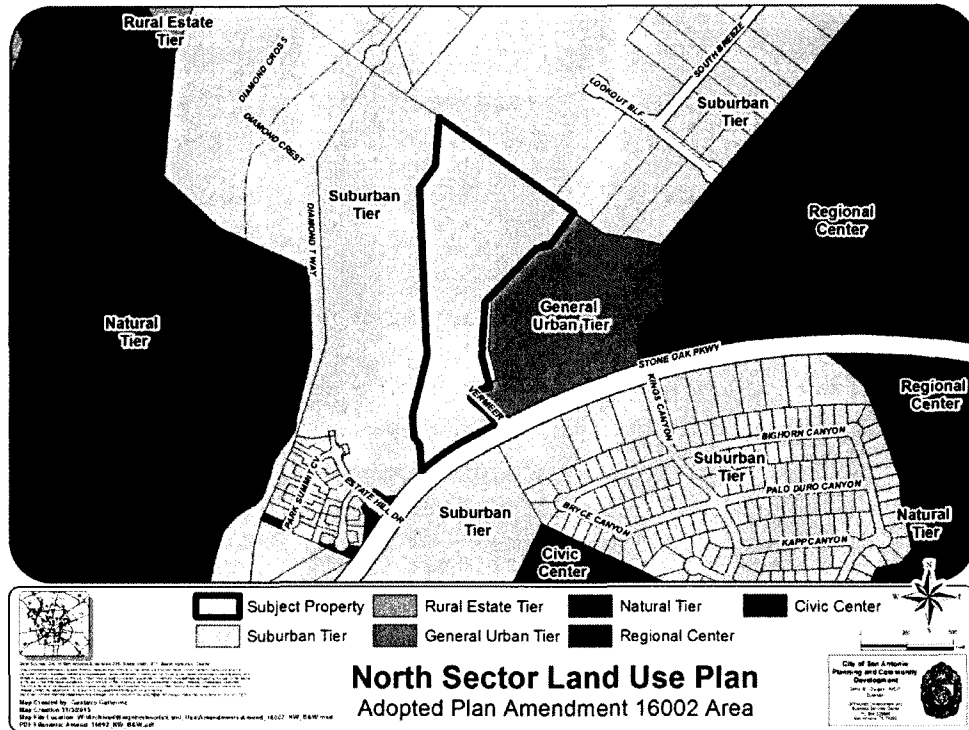 Rural Estate
Tier
DIAMOND CROSS
DIAMOND CREST
SOUTH BREEZE
LOOKOUT BLF
Suburban
Tier
Suburban
Tier
DIAMOND T WAY
Regional
Center
Natural
Tier
General
Urban Tier
STONE OAK PKWY
VERMEER
KINGS CANYON
Regional
Center
BIGHORN CANYON
Suburban
Tier
PALO DURO CANYON
PARK SUMMIT CV
ESTATE HILL DR
Suburban
Tier
BRYCE CANYON
KAPP CANYON
Natural
Tier
Civic
Center
N
Subject Property
Rural Estate Tier
Natural Tier
Civic Center
Suburban Tier
General Urban Tier
Regional Center
North Sector Land Use Plan
Adopted Plan Amendment 16002 Area
Map Creation
City of San Antonio
Planning and Community
Development